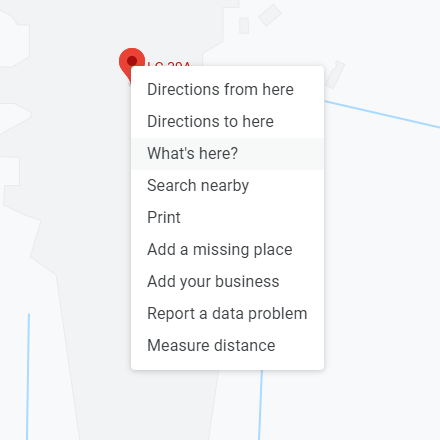 LC-39A
Directions from here
Directions to here
What's here?
Search nearby
Print
Add a missing place
Add your business
Report a data problem
Measure distance